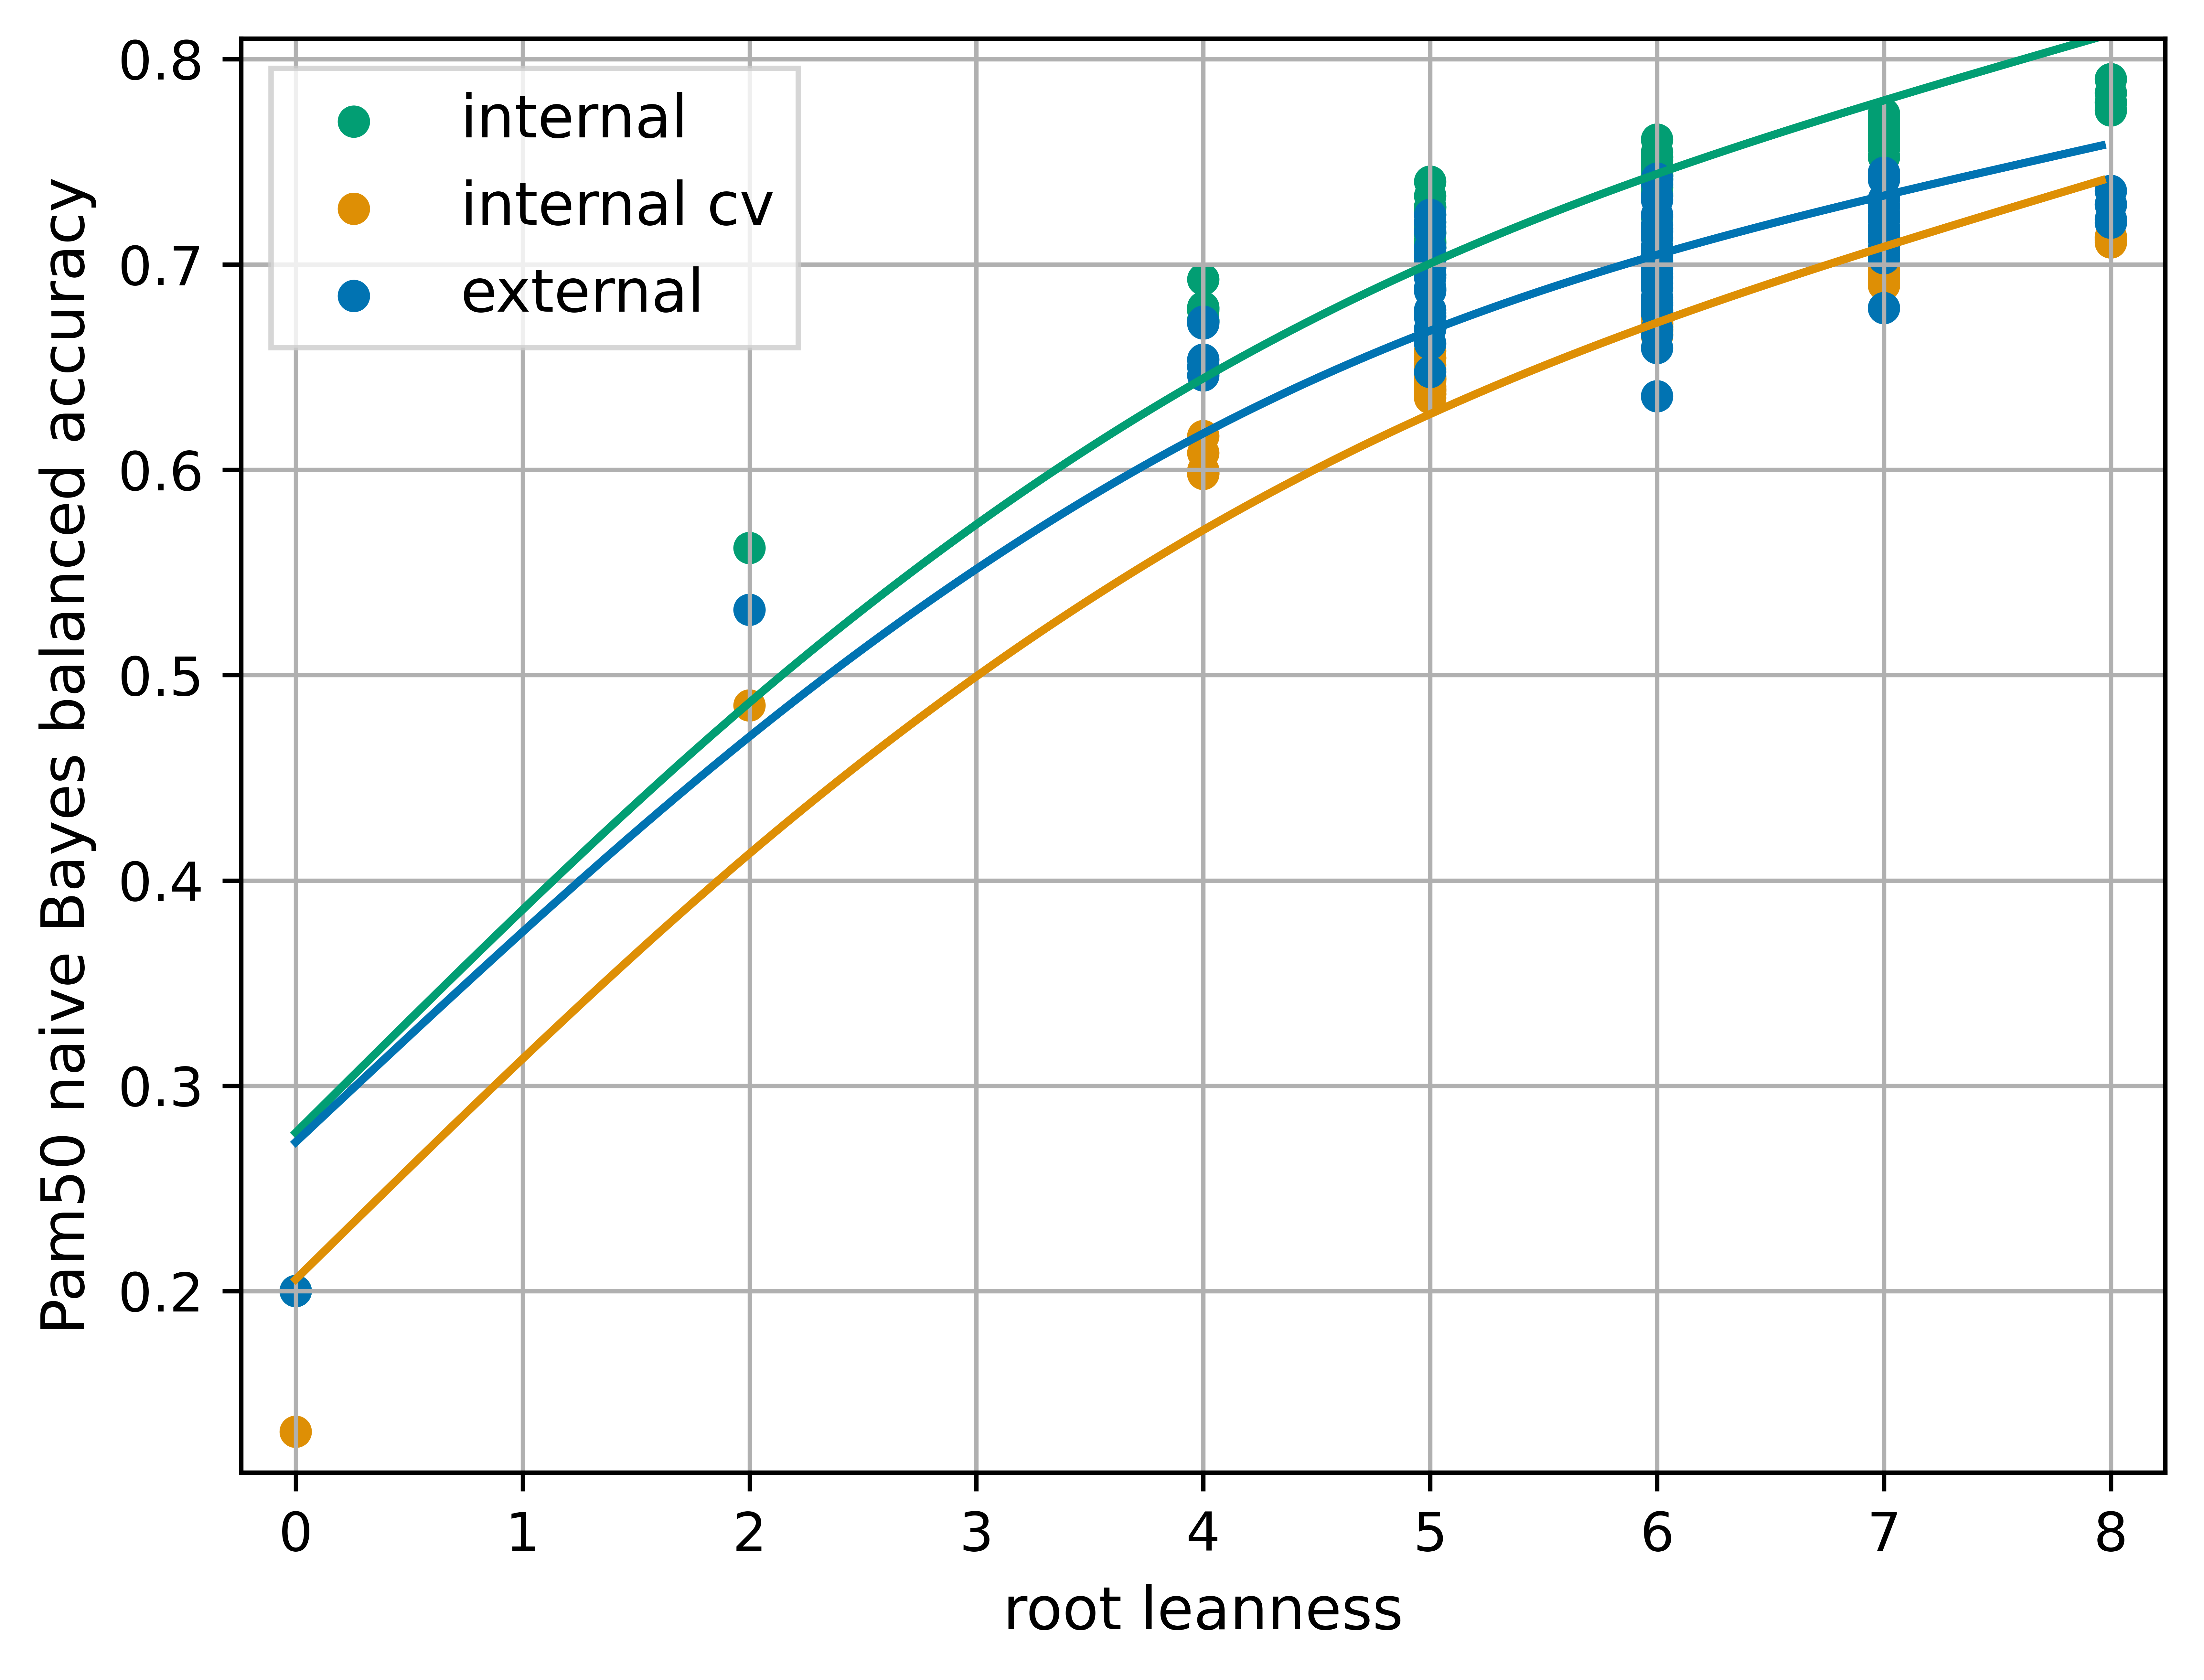 internal
internal cv
external
Pam50 naive Bayes balanced accuracy
0.8
0.7
0.6
0.5
0.4
0.3
0.2
0 1 2 3 4 5 6 7 8
root leanness